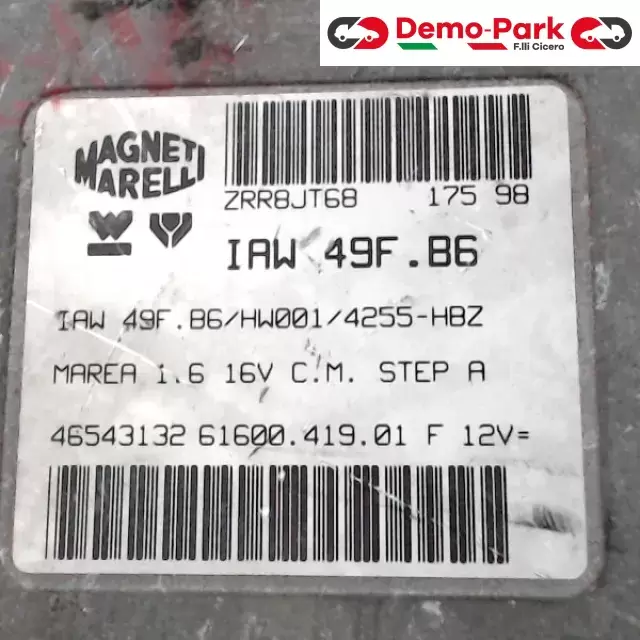 Demo-Park
F.lli Cicero
MAGNETI
MARELLI
ZRR8JT68 175 98
IAW 49F.B6
IAW 49F.B6/HW001/4255-HBZ
MAREA 1.6 16V C.M. STEP A
46543132 61600.419.01 F 12V=